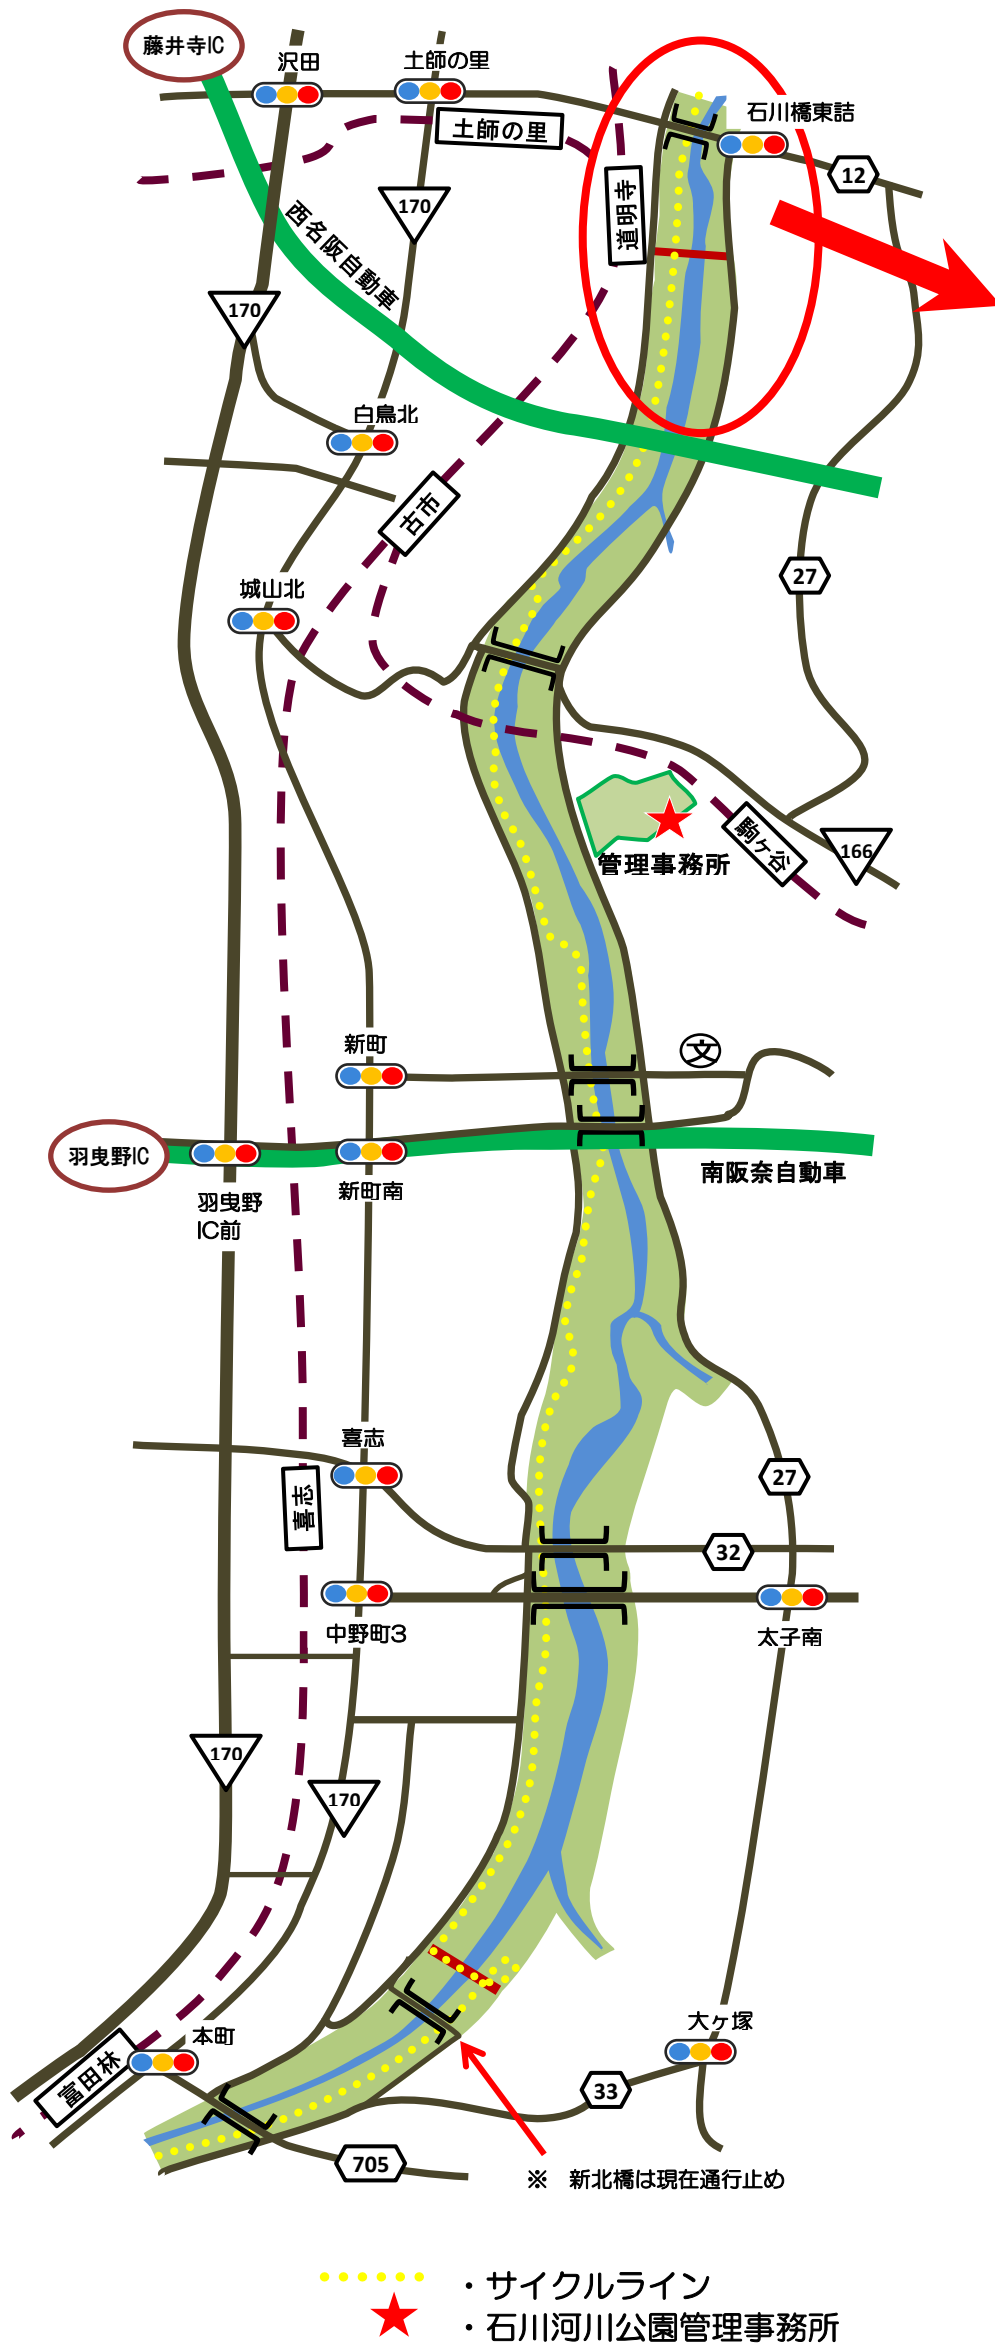 藤井寺IC
沢田
土師の里
土師の里
石川橋東詰
12
道明寺
170
西名阪自動車
170
白鳥北
古市
27
城山北
駒ヶ谷
166
管理事務所
新町
文
羽曳野IC
新町南
南阪奈自動車
羽曳野
IC前
喜志
喜志
27
32
中野町3
太子南
170
170
本町
大ヶ塚
富田林
33
705
※ 新北橋は現在通行止め
・サイクルライン
・石川河川公園管理事務所